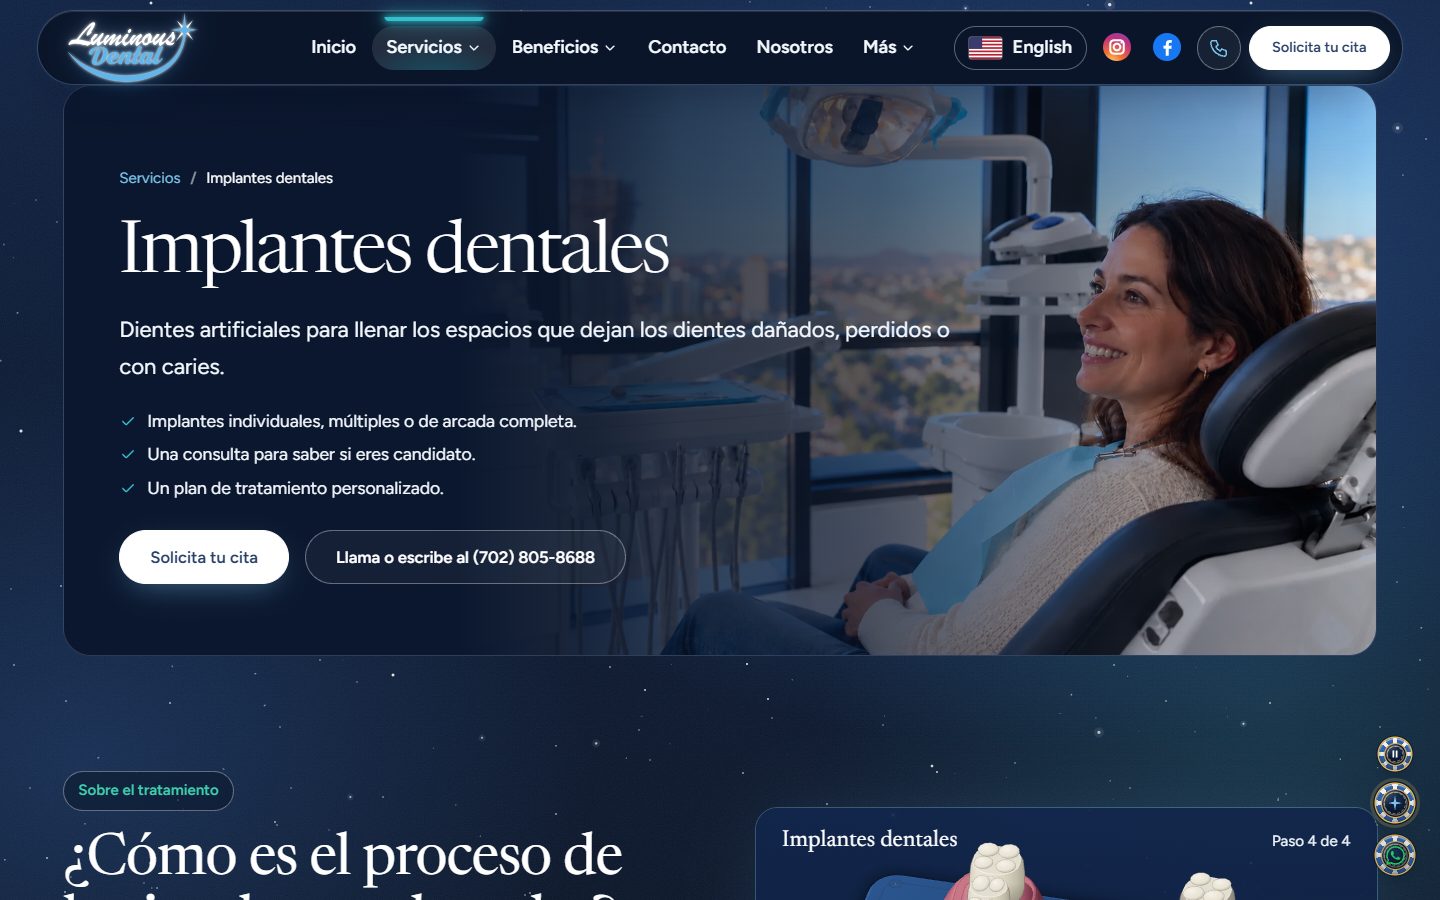 Luminous
Dental
Inicio
Servicios
Beneficios
Contacto
Nosotros
Más
English
Solicita tu cita
Servicios / Implantes dentales
Implantes dentales
Dientes artificiales para llenar los espacios que dejan los dientes dañados, perdidos o
con caries.
Implantes individuales, múltiples o de arcada completa.
Una consulta para saber si eres candidato.
Un plan de tratamiento personalizado.
Solicita tu cita
Llama o escribe al (702) 805-8688
Sobre el tratamiento
¿Cómo es el proceso de
Implantes dentales
Paso 4 de 4